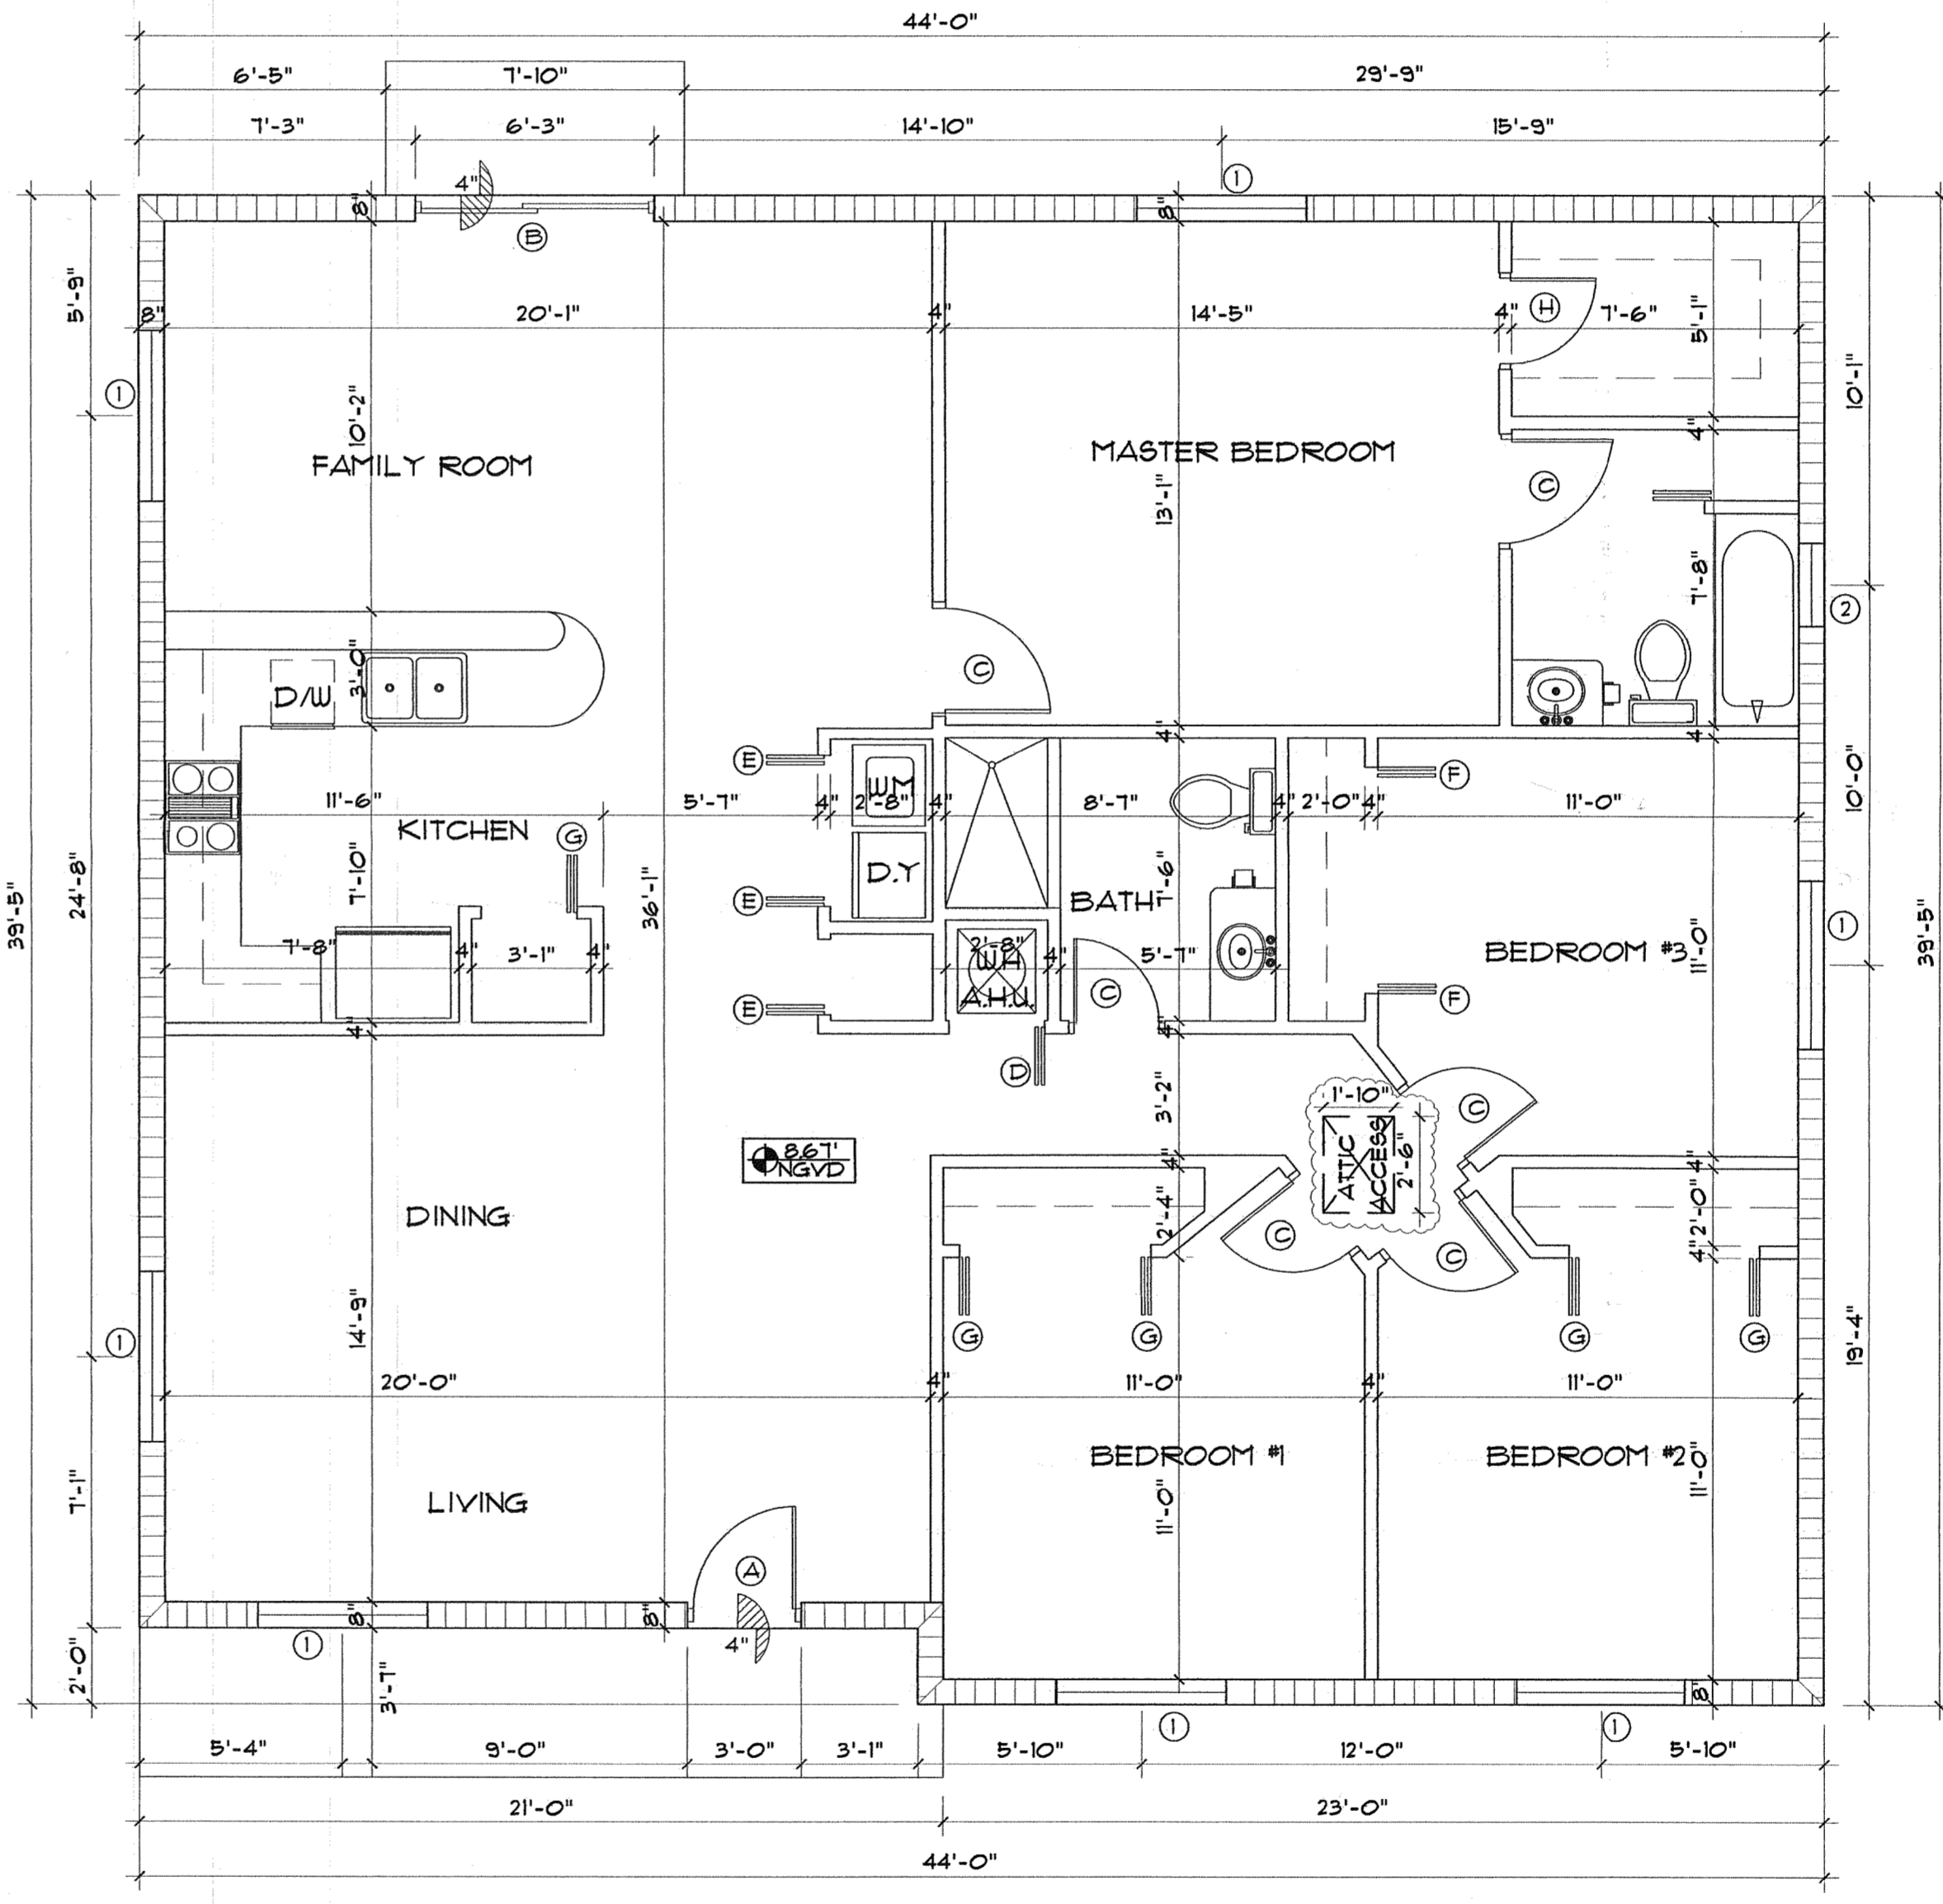 44'-0"
6'-5" 7'-10" 29'-9"
7'-3" 6'-3" 14'-10" 15'-9"
1
4"
8" 8"
B
5'-9"
8" 20'-1" 4" 14'-5" 4" H 7'-6" 5'-1"
10'-1"
1
10'-2"
FAMILY ROOM
MASTER BEDROOM
4"
C
13'-1"
7'-8"
2
C
3'-0"
D/W
4" 4"
E
F
WM
11'-6" 5'-7" 4" 2'-8" 4" 8'-7" 4" 2'-0" 4" 11'-0"
10'-0"
KITCHEN
G
D.Y
7'-10"
24'-8"
36'-1"
39'-5"
E
BATH
7'-6"
1
39'-5"
7'-8" 4" 3'-1" 4"
2'-8" 4" 5'-7"
BEDROOM #3
11'-0"
WH
A.H.U
C
F
E
4" 4"
D
3'-2"
1'-10"
C
ATTIC
ACCESS
2'-6"
8.67'
NGVD
4" 4"
DINING
2'-4"
2'-0"
C C
4"
14'-9"
1
G G G G
19'-4"
20'-0" 4" 11'-0" 4" 11'-0"
BEDROOM #1
BEDROOM #2
11'-0" 11'-0"
7'-1"
LIVING
A
8" 8"
4"
1
2'-0"
3'-7"
8"
1 1
5'-4" 9'-0" 3'-0" 3'-1" 5'-10" 12'-0" 5'-10"
21'-0" 23'-0"
44'-0"